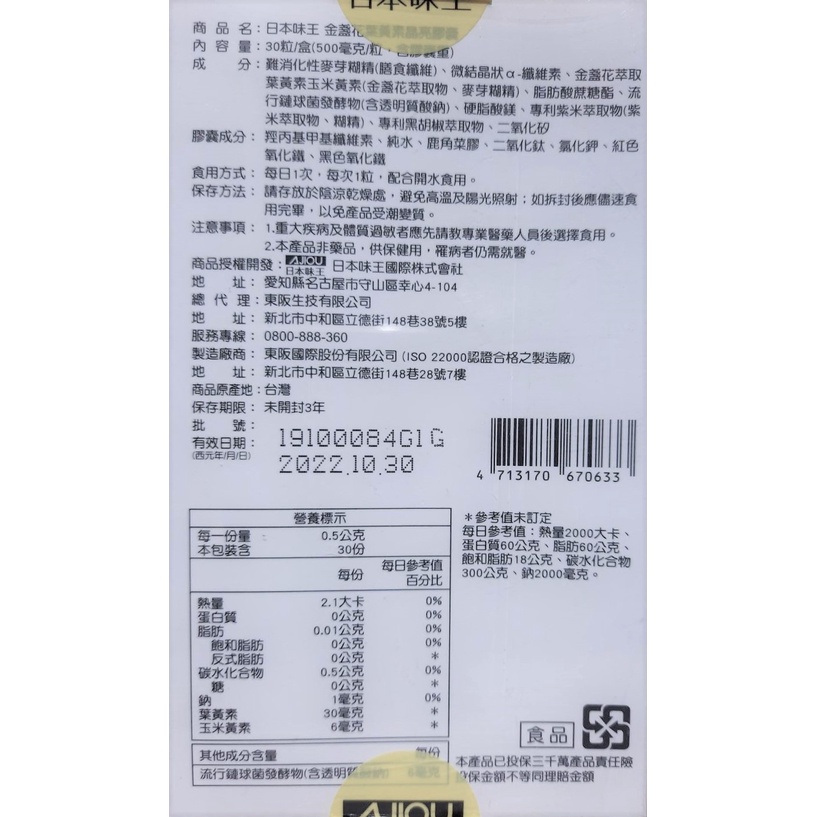 日本味王
商品名：日本味王 金盞花葉黃素晶亮膠囊
內容量：30粒/盒(500毫克/粒，含膠囊重)
成分：難消化性麥芽糊精(膳食纖維)、微結晶狀α-纖維素、金盞花萃取
葉黃素玉米黃素(金盞花萃取物、麥芽糊精)、脂肪酸蔗糖酯、流
行鏈球菌發酵物(含透明質酸鈉)、硬脂酸鎂、專利紫米萃取物(紫
米萃取物、糊精)、專利黑胡椒萃取物、二氧化矽
膠囊成分：羥丙基甲基纖維素、純水、鹿角菜膠、二氧化鈦、氯化鉀、紅色
氧化鐵、黑色氧化鐵
食用方式：每日1次，每次1粒，配合開水食用。
保存方法：請存放於陰涼乾燥處，避免高溫及陽光照射；如拆封後應儘速食
用完畢，以免產品受潮變質。
注意事項：1.重大疾病及體質過敏者應先請教專業醫藥人員後選擇食用。
2.本產品非藥品，供保健用，罹病者仍需就醫。
商品授權開發：AJIOU 日本味王 日本味王國際株式會社
地址：愛知縣名古屋市守山區幸心4-104
總代理：東阪生技有限公司
地址：新北市中和區立德街148巷38號5樓
服務專線：0800-888-360
製造廠商：東阪國際股份有限公司(ISO 22000認證合格之製造廠)
地址：新北市中和區立德街148巷28號7樓
商品原產地：台灣
保存期限：未開封3年
批號：19100084G1G
有效日期：2022.10.30
(西元年/月/日)
4 713170 670633
營養標示
每一份量：0.5公克
本包裝含 30份
每份 每日參考值百分比
熱量 2.1大卡 0%
蛋白質 0公克 0%
脂肪 0.01公克 0%
飽和脂肪 0公克 0%
反式脂肪 0公克 *
碳水化合物 0.5公克 0%
糖 0公克 *
鈉 1毫克 0%
葉黃素 30毫克 *
玉米黃素 6毫克 *
其他成分含量 每份
流行鏈球菌發酵物(含透明質酸鈉) 6毫克
＊參考值未訂定
每日參考值：熱量2000大卡、
蛋白質60公克、脂肪60公克、
飽和脂肪18公克、碳水化合物
300公克、鈉2000毫克。
食品
本產品已投保三千萬產品責任險
投保金額不等同理賠金額
AJIOU